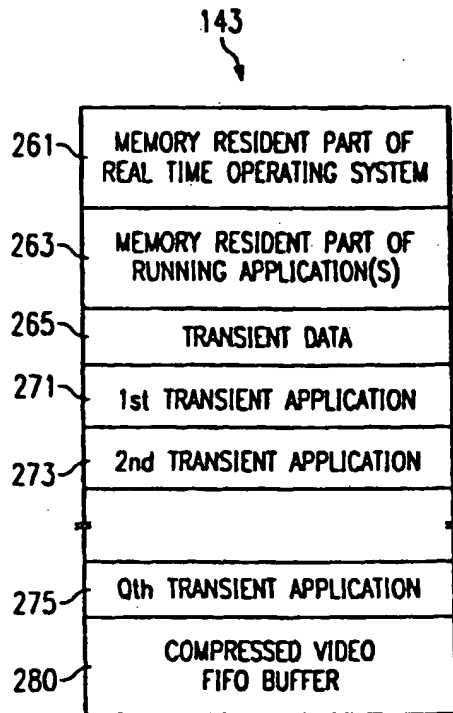 143
261
MEMORY RESIDENT PART OF
REAL TIME OPERATING SYSTEM
263
MEMORY RESIDENT PART OF
RUNNING APPLICATION(S)
265
TRANSIENT DATA
271
1st TRANSIENT APPLICATION
273
2nd TRANSIENT APPLICATION
275
Qth TRANSIENT APPLICATION
280
COMPRESSED VIDEO
FIFO BUFFER